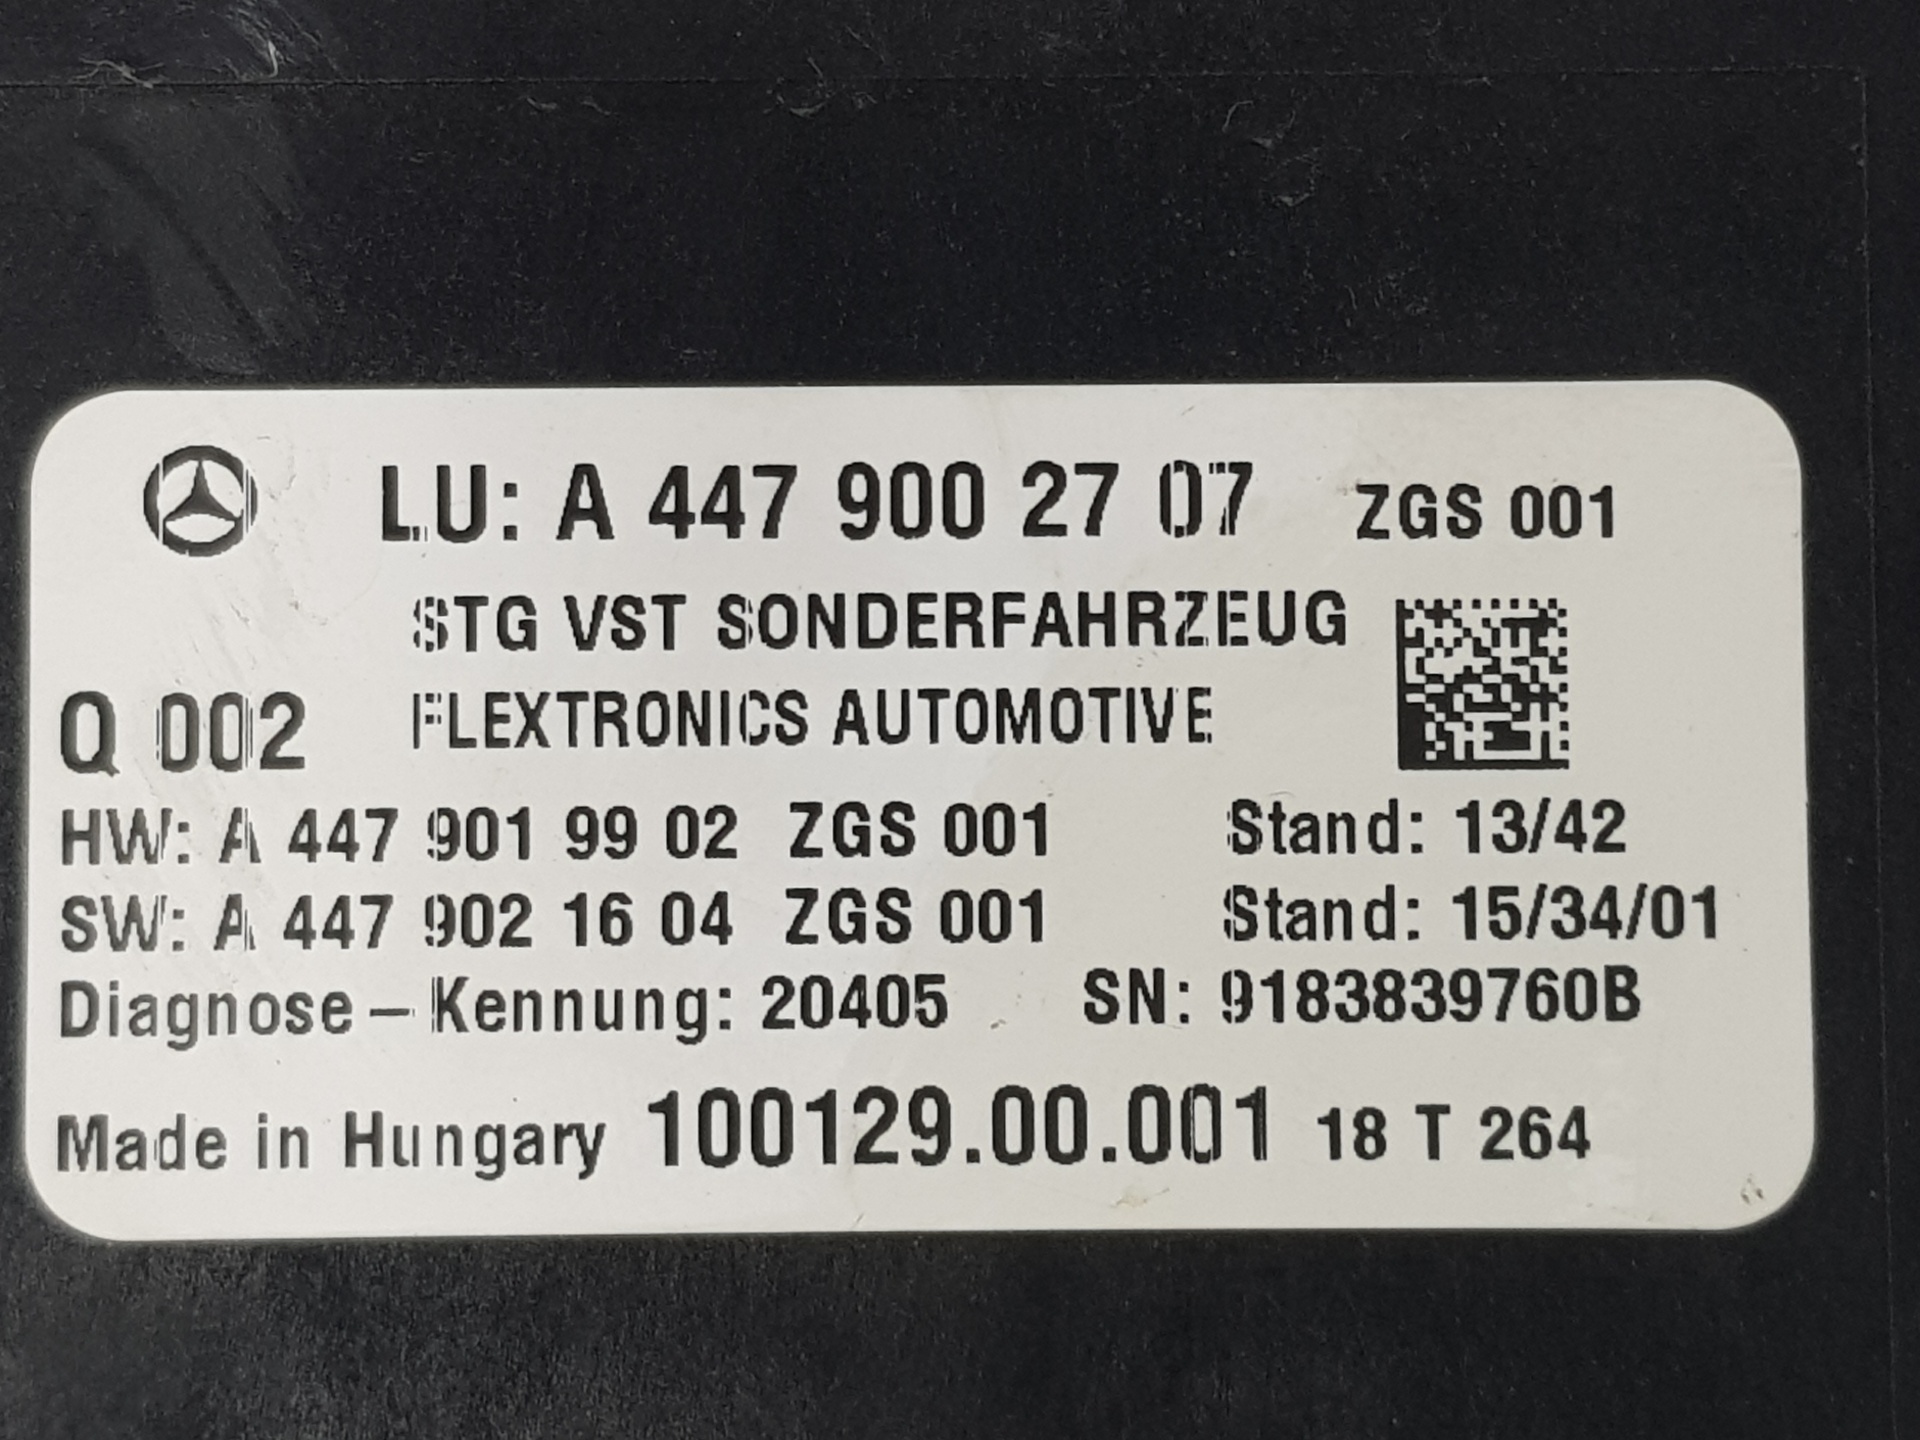 LU: A 447 900 27 07 ZGS 001
STG VST SONDERFAHRZEUG
Q 002 FLEXTRONICS AUTOMOTIVE
HW: A 447 901 99 02 ZGS 001 Stand: 13/42
SW: A 447 902 16 04 ZGS 001 Stand: 15/34/01
Diagnose-Kennung: 20405 SN: 9183839760B
Made in Hungary 100129.00.001 18 T 264